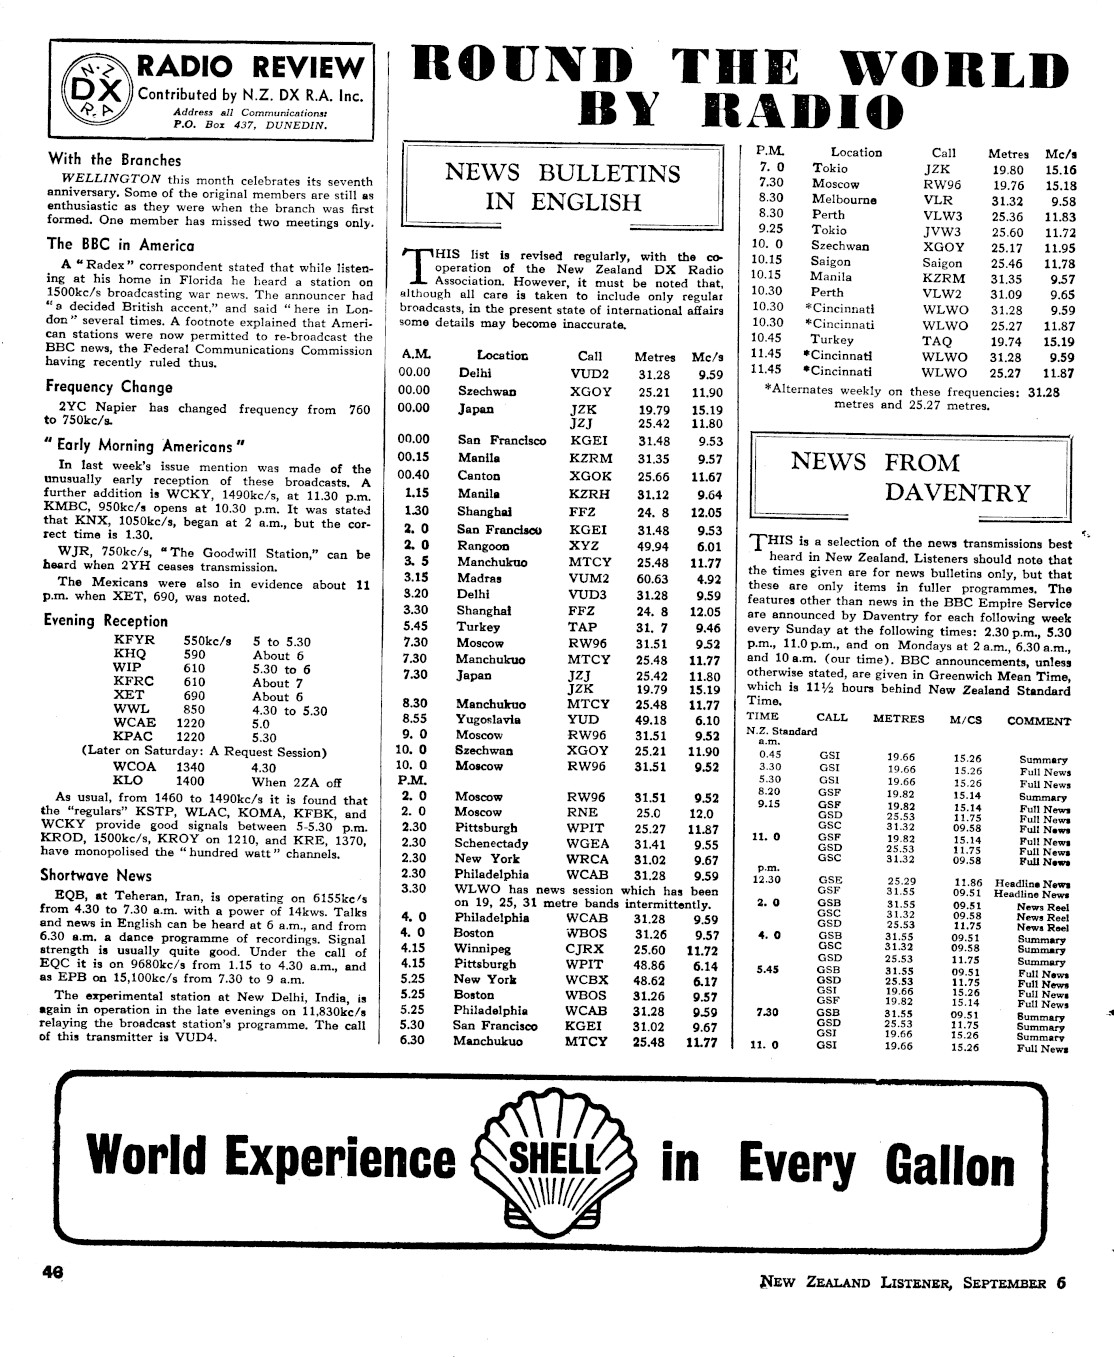 N.Z.
DX
R.A.
RADIO REVIEW
Contributed by N.Z. DX R.A. Inc.
Address all Communications:
P.O. Box 437, DUNEDIN.
With the Branches
WELLINGTON this month celebrates its seventh
anniversary. Some of the original members are still as
enthusiastic as they were when the branch was first
formed. One member has missed two meetings only.
The BBC in America
A "Radex" correspondent stated that while listen-
ing at his home in Florida he heard a station on
1500kc/s broadcasting war news. The announcer had
"a decided British accent," and said "here in Lon-
don" several times. A footnote explained that Ameri-
can stations were now permitted to re-broadcast the
BBC news, the Federal Communications Commission
having recently ruled thus.
Frequency Change
2YC Napier has changed frequency from 760
to 750kc/s.
"Early Morning Americans"
In last week's issue mention was made of the
unusually early reception of these broadcasts. A
further addition is WCKY, 1490kc/s, at 11.30 p.m.
KMBC, 950kc/s opens at 10.30 p.m. It was stated
that KNX, 1050kc/s, began at 2 a.m., but the cor-
rect time is 1.30.
WJR, 750kc/s, "The Goodwill Station," can be
heard when 2YH ceases transmission.
The Mexicans were also in evidence about 11
p.m. when XET, 690, was noted.
Evening Reception
KFYR 550kc/s 5 to 5.30
KHQ 590 About 6
WIP 610 5.30 to 6
KFRC 610 About 7
XET 690 About 6
WWL 850 4.30 to 5.30
WCAE 1220 5.0
KPAC 1220 5.30
(Later on Saturday: A Request Session)
WCOA 1340 4.30
KLO 1400 When 2ZA off
As usual, from 1460 to 1490kc/s it is found that
the "regulars" KSTP, WLAC, KOMA, KFBK, and
WCKY provide good signals between 5-5.30 p.m.
KROD, 1500kc/s, KROY on 1210, and KRE, 1370,
have monopolised the "hundred watt" channels.
Shortwave News
EQB, at Teheran, Iran, is operating on 6155kc/s
from 4.30 to 7.30 a.m. with a power of 14kws. Talks
and news in English can be heard at 6 a.m., and from
6.30 a.m. a dance programme of recordings. Signal
strength is usually quite good. Under the call of
EQC it is on 9680kc/s from 1.15 to 4.30 a.m., and
as EPB on 15,100kc/s from 7.30 to 9 a.m.
The experimental station at New Delhi, India, is
again in operation in the late evenings on 11,830kc/s
relaying the broadcast station's programme. The call
of this transmitter is VUD4.
ROUND THE WORLD
BY RADIO
NEWS BULLETINS
IN ENGLISH
THIS list is revised regularly, with the co-
operation of the New Zealand DX Radio
Association. However, it must be noted that,
although all care is taken to include only regular
broadcasts, in the present state of international affairs
some details may become inaccurate.
A.M. Location Call Metres Mc/s
00.00 Delhi VUD2 31.28 9.59
00.00 Szechwan XGOY 25.21 11.90
00.00 Japan JZK 19.79 15.19
JZJ 25.42 11.80
00.00 San Francisco KGEI 31.48 9.53
00.15 Manila KZRM 31.35 9.57
00.40 Canton XGOK 25.66 11.67
1.15 Manila KZRH 31.12 9.64
1.30 Shanghai FFZ 24. 8 12.05
2. 0 San Francisco KGEI 31.48 9.53
2. 0 Rangoon XYZ 49.94 6.01
3. 5 Manchukuo MTCY 25.48 11.77
3.15 Madras VUM2 60.63 4.92
3.20 Delhi VUD3 31.28 9.59
3.30 Shanghai FFZ 24. 8 12.05
5.45 Turkey TAP 31. 7 9.46
7.30 Moscow RW96 31.51 9.52
7.30 Manchukuo MTCY 25.48 11.77
7.30 Japan JZJ 25.42 11.80
JZK 19.79 15.19
8.30 Manchukuo MTCY 25.48 11.77
8.55 Yugoslavia YUD 49.18 6.10
9. 0 Moscow RW96 31.51 9.52
10. 0 Szechwan XGOY 25.21 11.90
10. 0 Moscow RW96 31.51 9.52
P.M.
2. 0 Moscow RW96 31.51 9.52
2. 0 Moscow RNE 25.0 12.0
2.30 Pittsburgh WPIT 25.27 11.87
2.30 Schenectady WGEA 31.41 9.55
2.30 New York WRCA 31.02 9.67
2.30 Philadelphia WCAB 31.28 9.59
3.30 WLWO has news session which has been
on 19, 25, 31 metre bands intermittently.
4. 0 Philadelphia WCAB 31.28 9.59
4. 0 Boston WBOS 31.26 9.57
4.15 Winnipeg CJRX 25.60 11.72
4.15 Pittsburgh WPIT 48.86 6.14
5.25 New York WCBX 48.62 6.17
5.25 Boston WBOS 31.26 9.57
5.25 Philadelphia WCAB 31.28 9.59
5.30 San Francisco KGEI 31.02 9.67
6.30 Manchukuo MTCY 25.48 11.77
P.M. Location Call Metres Mc/s
7. 0 Tokio JZK 19.80 15.16
7.30 Moscow RW96 19.76 15.18
8.30 Melbourne VLR 31.32 9.58
8.30 Perth VLW3 25.36 11.83
9.25 Tokio JVW3 25.60 11.72
10. 0 Szechwan XGOY 25.17 11.95
10.15 Saigon Saigon 25.46 11.78
10.15 Manila KZRM 31.35 9.57
10.30 Perth VLW2 31.09 9.65
10.30 *Cincinnati WLWO 31.28 9.59
10.30 *Cincinnati WLWO 25.27 11.87
10.45 Turkey TAQ 19.74 15.19
11.45 *Cincinnati WLWO 31.28 9.59
11.45 *Cincinnati WLWO 25.27 11.87
*Alternates weekly on these frequencies: 31.28
metres and 25.27 metres.
NEWS FROM
DAVENTRY
THIS is a selection of the news transmissions best
heard in New Zealand. Listeners should note that
the times given are for news bulletins only, but that
these are only items in fuller programmes. The
features other than news in the BBC Empire Service
are announced by Daventry for each following week
every Sunday at the following times: 2.30 p.m., 5.30
p.m., 11.0 p.m., and on Mondays at 2 a.m., 6.30 a.m.,
and 10 a.m. (our time). BBC announcements, unless
otherwise stated, are given in Greenwich Mean Time,
which is 11½ hours behind New Zealand Standard
Time.
TIME CALL METRES M/CS COMMENT
N.Z. Standard
a.m.
0.45 GSI 19.66 15.26 Summary
3.30 GSI 19.66 15.26 Full News
5.30 GSI 19.66 15.26 Full News
8.20 GSF 19.82 15.14 Summary
9.15 GSF 19.82 15.14 Full News
GSD 25.53 11.75 Full News
GSC 31.32 09.58 Full News
11. 0 GSF 19.82 15.14 Full News
GSD 25.53 11.75 Full News
GSC 31.32 09.58 Full News
p.m.
12.30 GSE 25.29 11.86 Headline News
GSF 31.55 09.51 Headline News
2. 0 GSB 31.55 09.51 News Reel
GSC 31.32 09.58 News Reel
GSD 25.53 11.75 News Reel
4. 0 GSB 31.55 09.51 Summary
GSC 31.32 09.58 Summary
GSD 25.53 11.75 Summary
5.45 GSB 31.55 09.51 Full News
GSD 25.53 11.75 Full News
GSI 19.66 15.26 Full News
GSF 19.82 15.14 Full News
7.30 GSB 31.55 09.51 Summary
GSD 25.53 11.75 Summary
GSI 19.66 15.26 Summary
11. 0 GSI 19.66 15.26 Full News
World Experience SHELL in Every Gallon
46
NEW ZEALAND LISTENER, SEPTEMBER 6